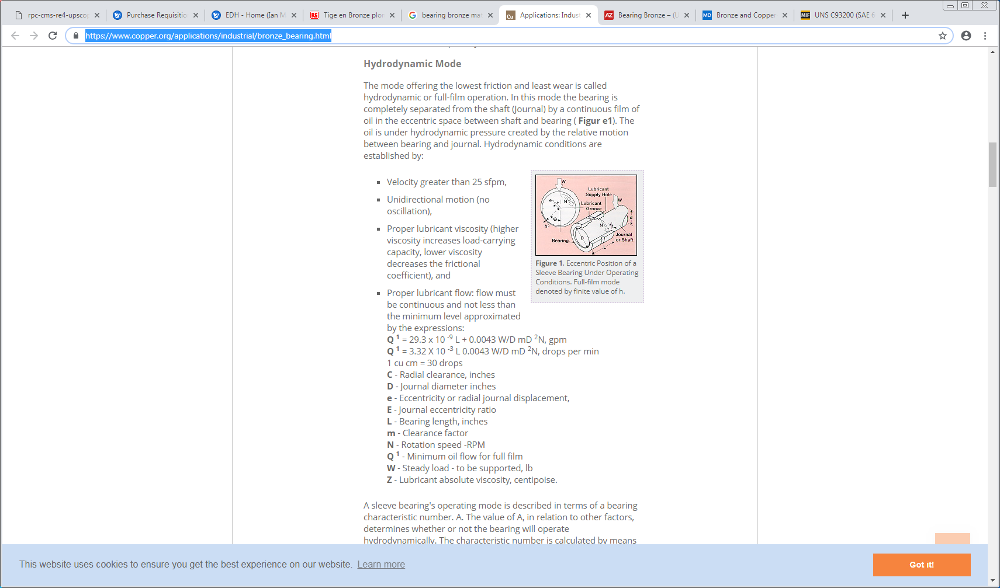 rpc-cms-re4-upscop
Purchase Requisitio
EDH - Home (Ian M
RS
Tige en Bronze plor
bearing bronze mat
Cu
Applications: Indust
AZ
Bearing Bronze – (U
MD
Bronze and Copper
MIF
UNS C93200 (SAE 6
https://www.copper.org/applications/industrial/bronze_bearing.html
Hydrodynamic Mode
The mode offering the lowest friction and least wear is called
hydrodynamic or full-film operation. In this mode the bearing is
completely separated from the shaft (Journal) by a continuous film of
oil in the eccentric space between shaft and bearing ( Figur e1). The
oil is under hydrodynamic pressure created by the relative motion
between bearing and journal. Hydrodynamic conditions are
established by:
Velocity greater than 25 sfpm,
Unidirectional motion (no
oscillation),
Proper lubricant viscosity (higher
viscosity increases load-carrying
capacity, lower viscosity
decreases the frictional
coefficient), and
Proper lubricant flow: flow must
be continuous and not less than
the minimum level approximated
by the expressions:
Q 1 = 29.3 x 10 -9 L + 0.0043 W/D mD 2N, gpm
Q 1 = 3.32 X 10 -3 L 0.0043 W/D mD 2N, drops per min
1 cu cm = 30 drops
C - Radial clearance, inches
D - Journal diameter inches
e - Eccentricity or radial journal displacement,
E - Journal eccentricity ratio
L - Bearing length, inches
m - Clearance factor
N - Rotation speed -RPM
Q 1 - Minimum oil flow for full film
W - Steady load - to be supported, lb
Z - Lubricant absolute viscosity, centipoise.
W
Lubricant
Supply Hole
e
N
Lubricant
Groove
W
h
d
N
Journal
or Shaft
Bearing
D
L
Figure 1. Eccentric Position of a
Sleeve Bearing Under Operating
Conditions. Full-film mode
denoted by finite value of h.
A sleeve bearing's operating mode is described in terms of a bearing
characteristic number. A. The value of A, in relation to other factors,
determines whether or not the bearing will operate
hydrodynamically. The characteristic number is calculated by means
This website uses cookies to ensure you get the best experience on our website. Learn more
Got it!